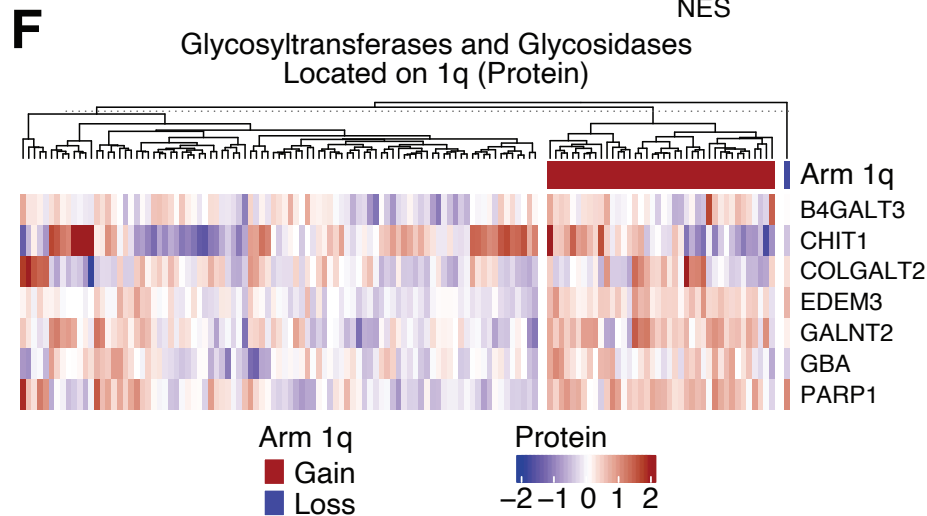 NES
F
Glycosyltransferases and Glycosidases
Located on 1q (Protein)
Arm 1q
B4GALT3
CHIT1
COLGALT2
EDEM3
GALNT2
GBA
PARP1
Arm 1q
Gain
Loss
Protein
−2 −1 0 1 2